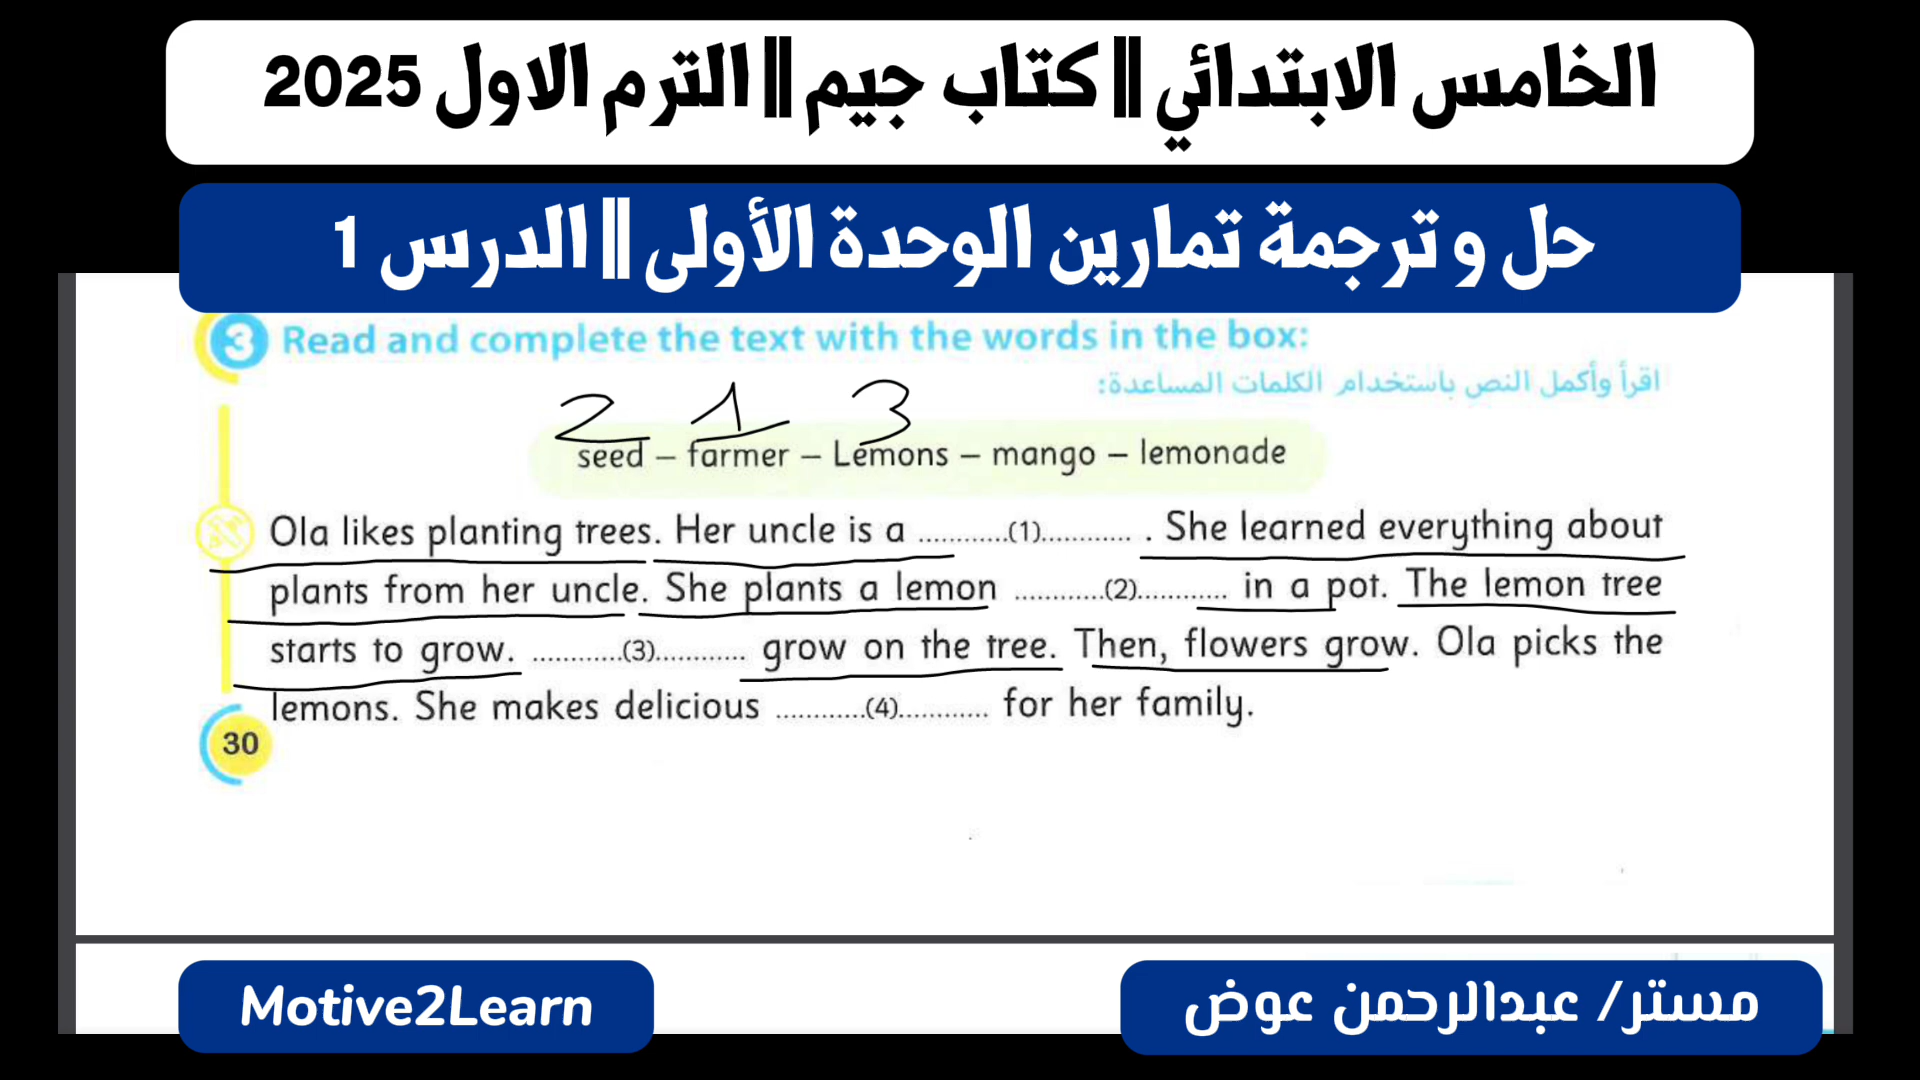 الخامس الابتدائي || كتاب جيم || الترم الاول 2025
حل و ترجمة تمارين الوحدة الأولى || الدرس 1
3 Read and complete the text with the words in the box:
اقرأ وأكمل النص باستخدام الكلمات المساعدة:
2 1 3
seed – farmer – Lemons – mango – lemonade
Ola likes planting trees. Her uncle is a ............(1)............ . She learned everything about
plants from her uncle. She plants a lemon ............(2)............ in a pot. The lemon tree
starts to grow. ............(3)............ grow on the tree. Then, flowers grow. Ola picks the
lemons. She makes delicious ............(4)............ for her family.
30
Motive2Learn
مستر/ عبدالرحمن عوض